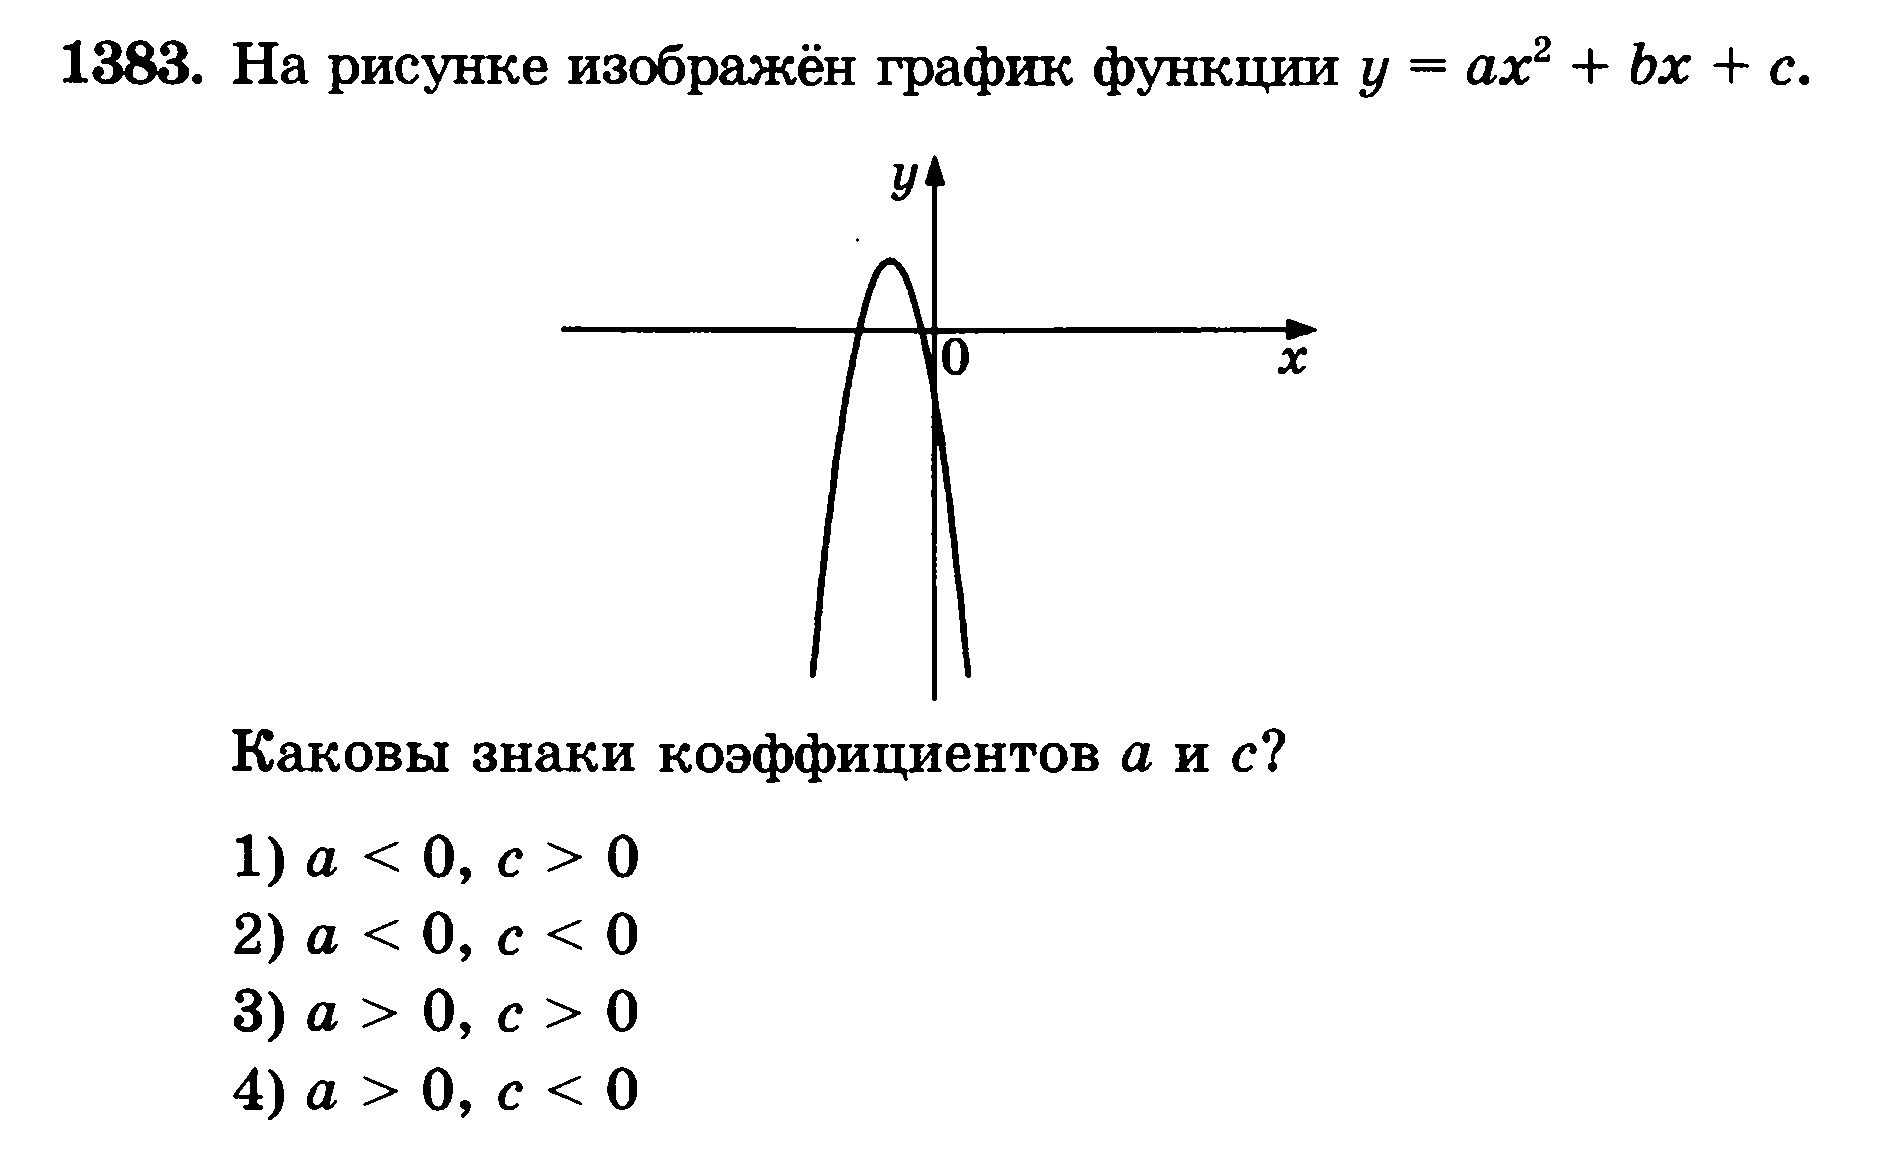 1383. На рисунке изображён график функции y = ax² + bx + c.
y
0
x
Каковы знаки коэффициентов a и c?
1) a < 0, c > 0
2) a < 0, c < 0
3) a > 0, c > 0
4) a > 0, c < 0